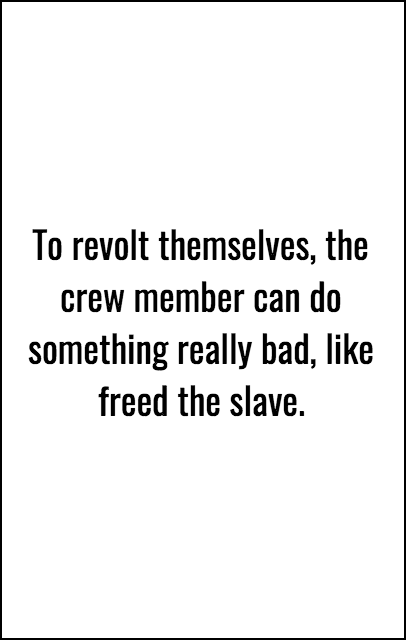 To revolt themselves, the
crew member can do
something really bad, like
freed the slave.